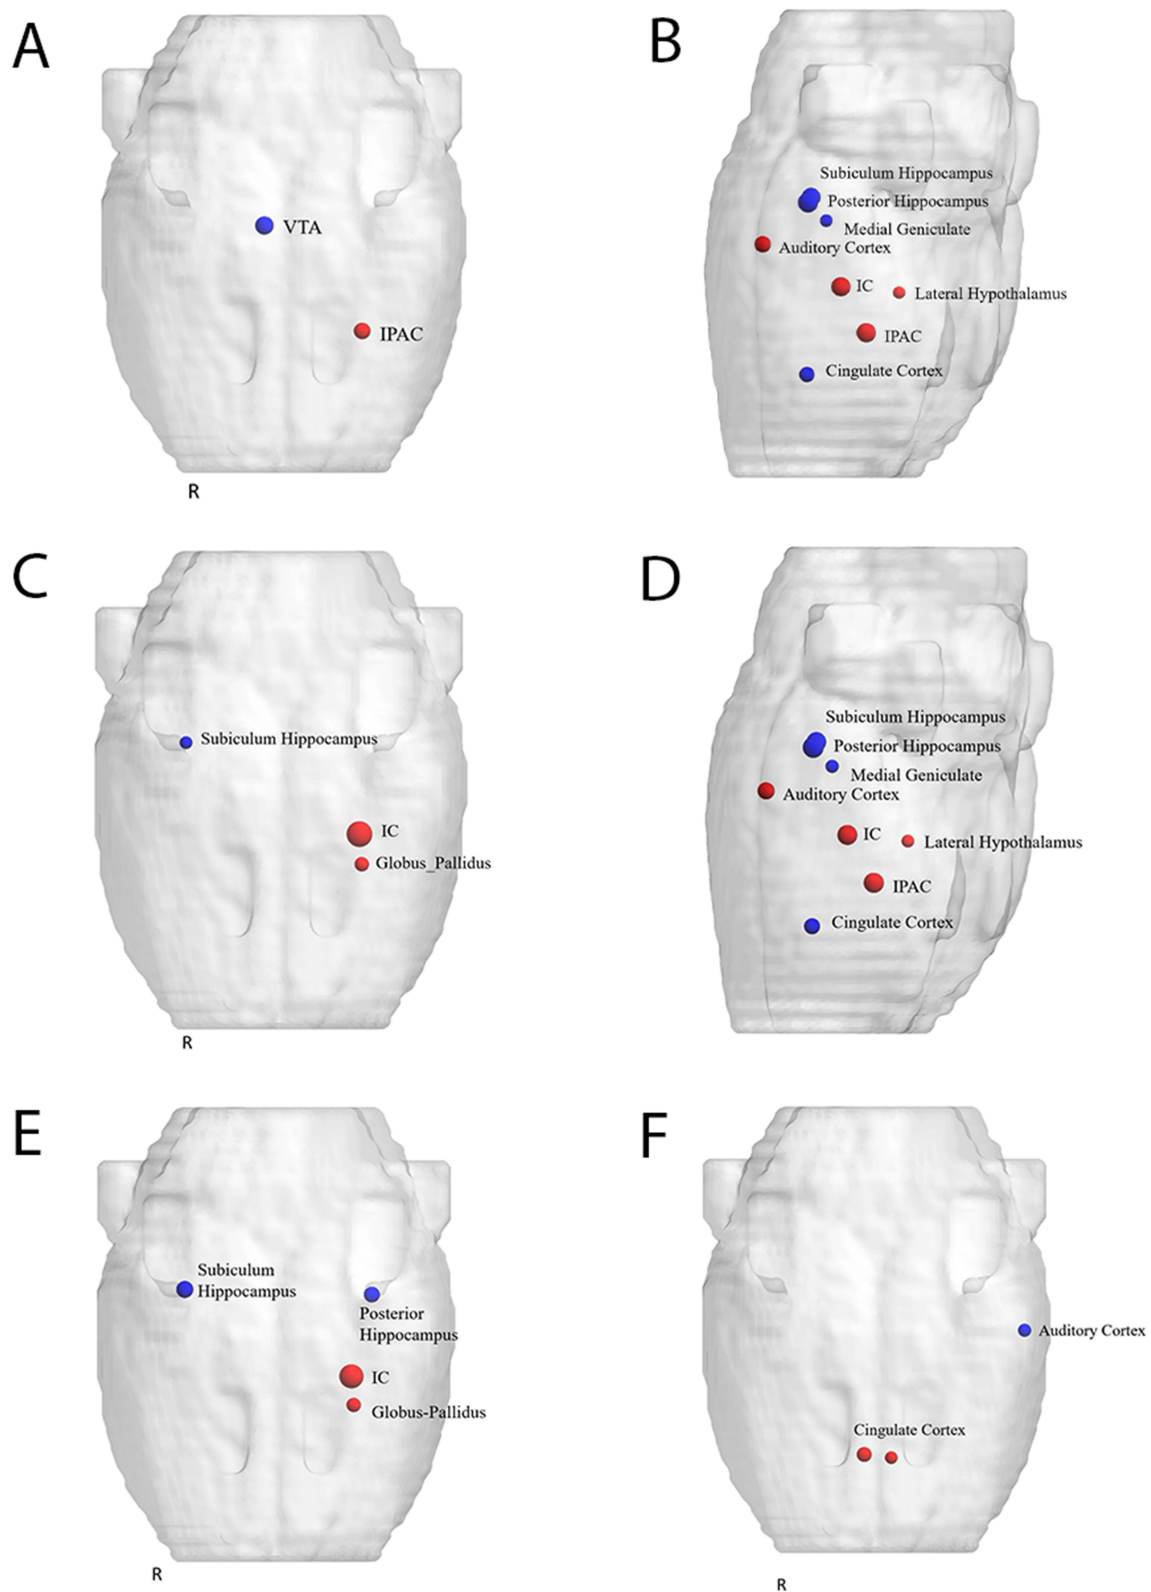 A
VTA
IPAC
R
B
Subiculum Hippocampus
Posterior Hippocampus
Medial Geniculate
Auditory Cortex
IC
Lateral Hypothalamus
IPAC
Cingulate Cortex
C
Subiculum Hippocampus
IC
Globus_Pallidus
R
D
Subiculum Hippocampus
Posterior Hippocampus
Medial Geniculate
Auditory Cortex
IC
Lateral Hypothalamus
IPAC
Cingulate Cortex
E
Subiculum
Hippocampus
Posterior
Hippocampus
IC
Globus-Pallidus
R
F
Auditory Cortex
Cingulate Cortex
R